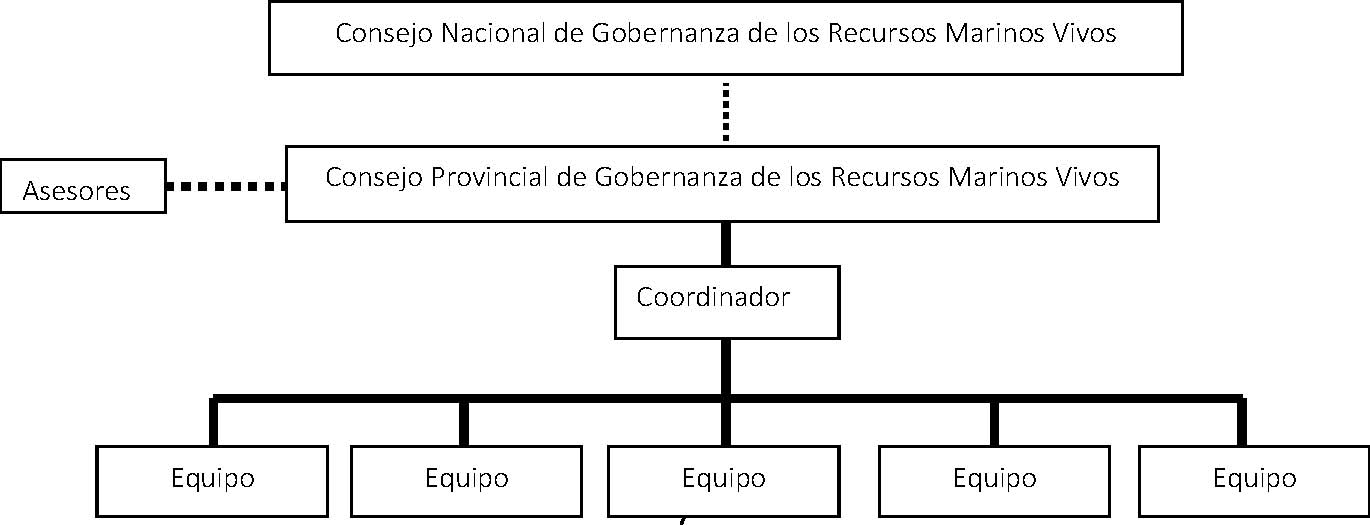 Consejo Nacional de Gobernanza de los Recursos Marinos Vivos
Asesores
Consejo Provincial de Gobernanza de los Recursos Marinos Vivos
Coordinador
Equipo
Equipo
Equipo
Equipo
Equipo